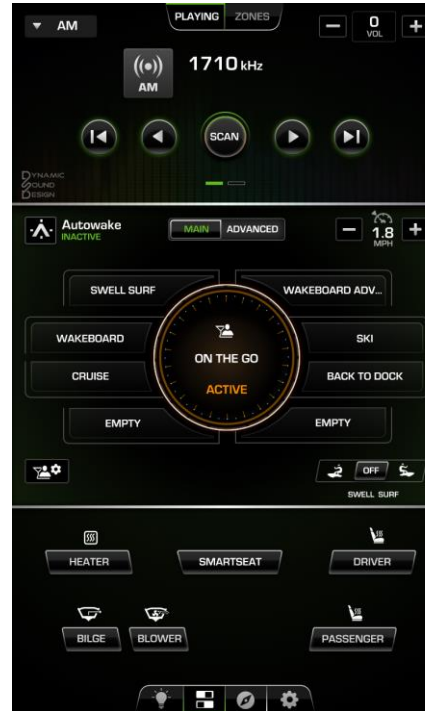 AM
PLAYING ZONES
0
VOL
1710 kHz
AM
SCAN
DYNAMIC
SOUND
DESIGN
Autowake
INACTIVE
MAIN ADVANCED
1.8
MPH
SWELL SURF
WAKEBOARD ADV...
WAKEBOARD
SKI
ON THE GO
CRUISE
BACK TO DOCK
ACTIVE
EMPTY
EMPTY
OFF
SWELL SURF
HEATER
SMARTSEAT
DRIVER
BILGE
BLOWER
PASSENGER